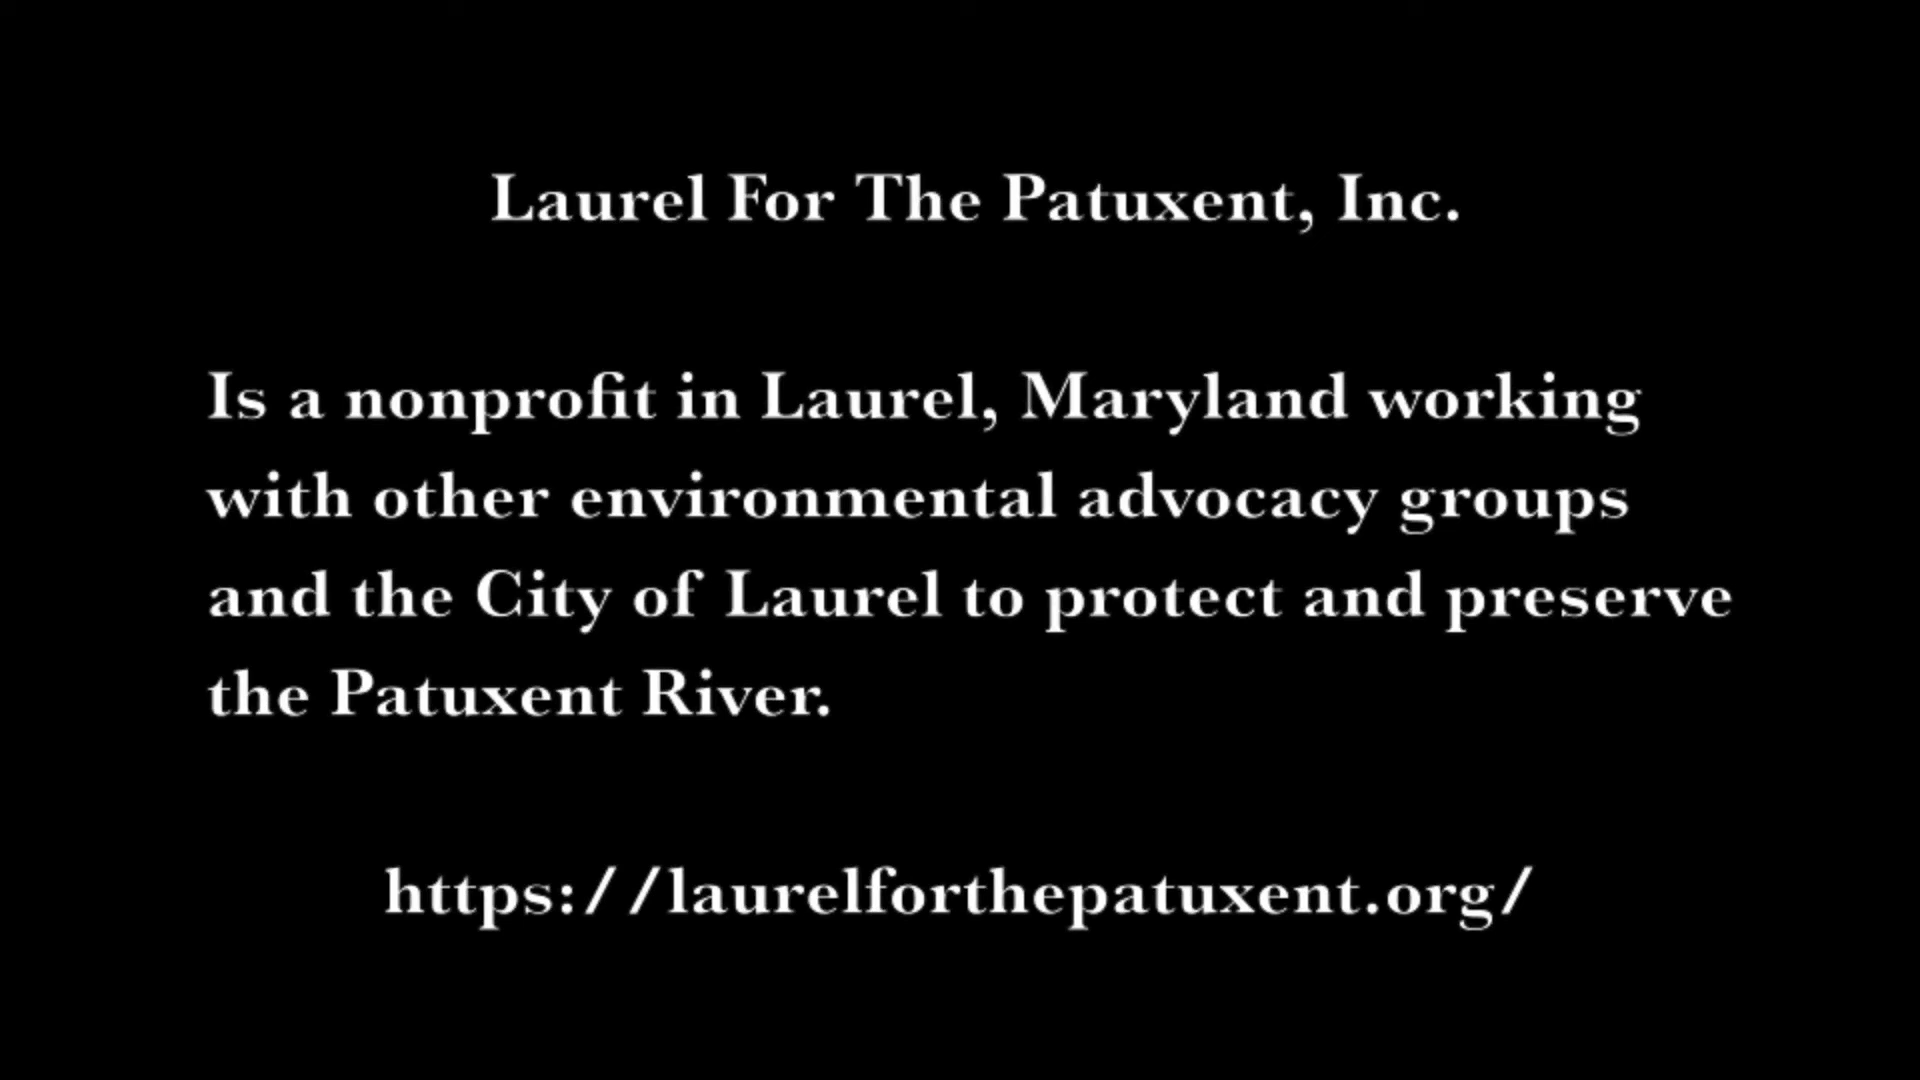 Laurel For The Patuxent, Inc.
Is a nonprofit in Laurel, Maryland working
with other environmental advocacy groups
and the City of Laurel to protect and preserve
the Patuxent River.
https://laurelforthepatuxent.org/